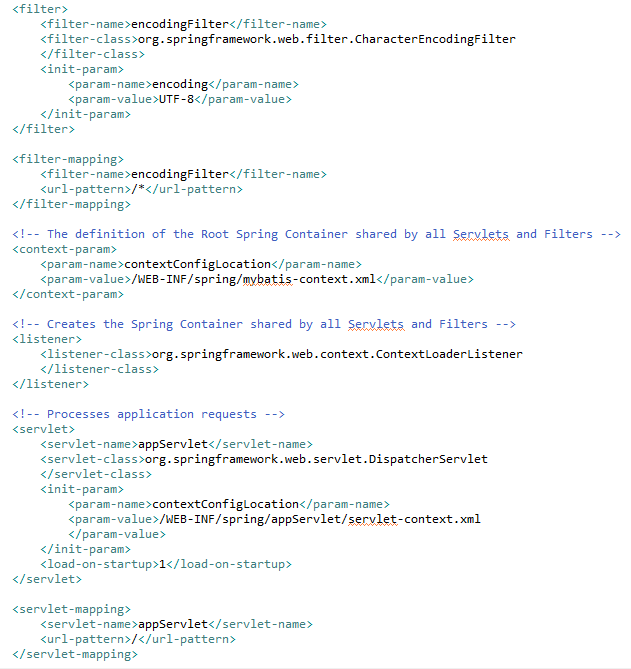 <filter>
<filter-name>encodingFilter</filter-name>
<filter-class>org.springframework.web.filter.CharacterEncodingFilter
</filter-class>
<init-param>
<param-name>encoding</param-name>
<param-value>UTF-8</param-value>
</init-param>
</filter>
<filter-mapping>
<filter-name>encodingFilter</filter-name>
<url-pattern>/*</url-pattern>
</filter-mapping>
<!-- The definition of the Root Spring Container shared by all Servlets and Filters -->
<context-param>
<param-name>contextConfigLocation</param-name>
<param-value>/WEB-INF/spring/mybatis-context.xml</param-value>
</context-param>
<!-- Creates the Spring Container shared by all Servlets and Filters -->
<listener>
<listener-class>org.springframework.web.context.ContextLoaderListener
</listener-class>
</listener>
<!-- Processes application requests -->
<servlet>
<servlet-name>appServlet</servlet-name>
<servlet-class>org.springframework.web.servlet.DispatcherServlet
</servlet-class>
<init-param>
<param-name>contextConfigLocation</param-name>
<param-value>/WEB-INF/spring/appServlet/servlet-context.xml
</param-value>
</init-param>
<load-on-startup>1</load-on-startup>
</servlet>
<servlet-mapping>
<servlet-name>appServlet</servlet-name>
<url-pattern>/</url-pattern>
</servlet-mapping>